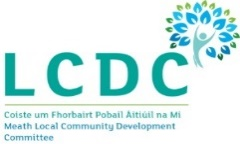 LCDC
Coiste um Fhorbairt Pobail Áitiúil na Mí
Meath Local Community Development
Committee